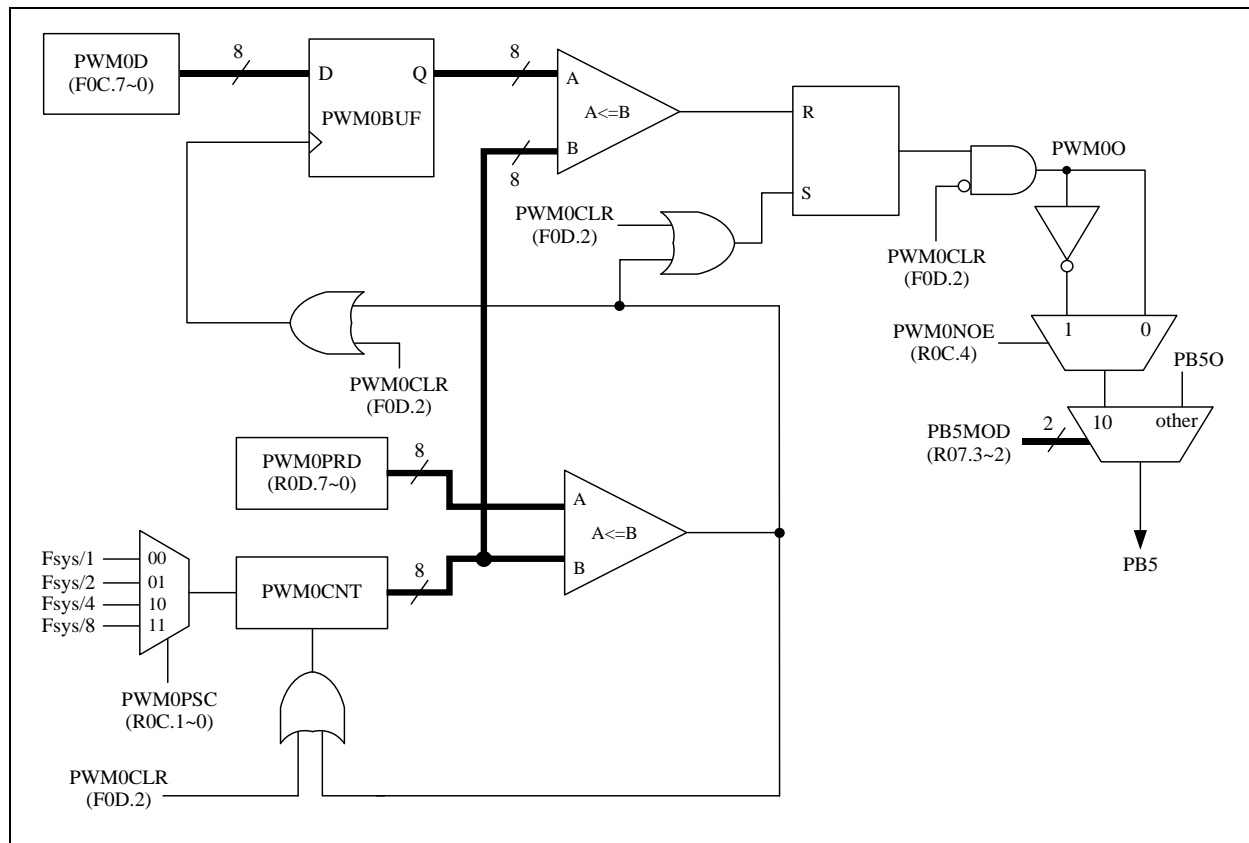 PWM0D
(F0C.7~0)
8
D
Q
PWM0BUF
8
A
A<=B
B
8
R
S
PWM0CLR
(F0D.2)
PWM0O
PWM0CLR
(F0D.2)
PWM0CLR
(F0D.2)
PWM0NOE
(R0C.4)
1
0
PB5O
PB5MOD
(R07.3~2)
2
10
other
PB5
PWM0PRD
(R0D.7~0)
8
A
A<=B
B
Fsys/1
Fsys/2
Fsys/4
Fsys/8
00
01
10
11
PWM0CNT
8
PWM0PSC
(R0C.1~0)
PWM0CLR
(F0D.2)